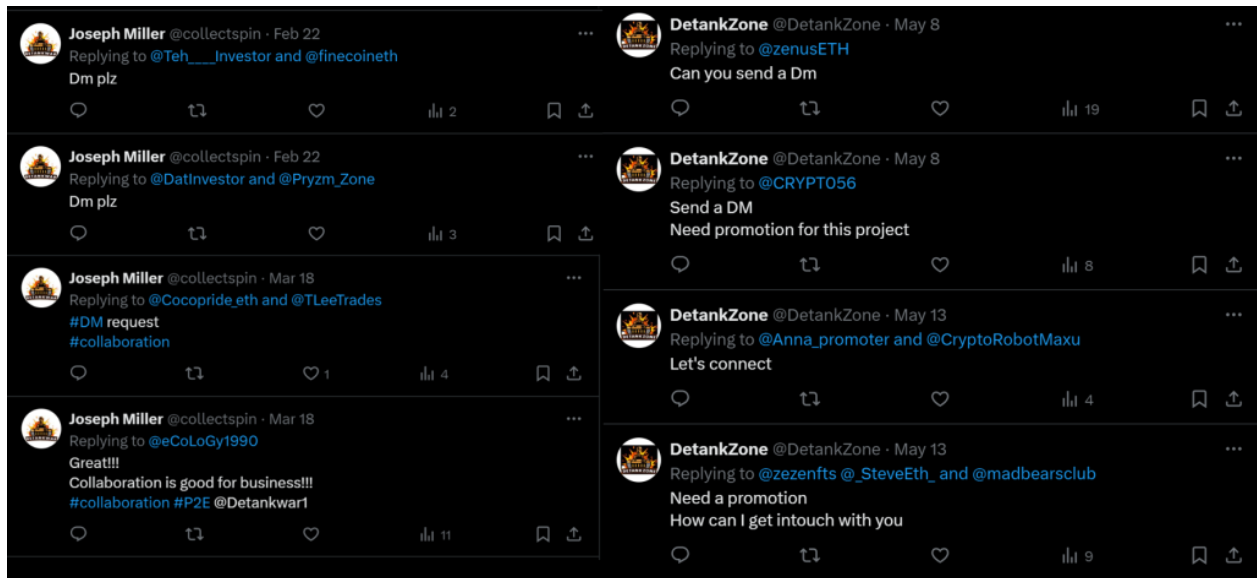 Joseph Miller @collectspin · Feb 22
Replying to @Teh____Investor and @finecoineth
Dm plz
2
Joseph Miller @collectspin · Feb 22
Replying to @DatInvestor and @Pryzm_Zone
Dm plz
3
Joseph Miller @collectspin · Mar 18
Replying to @Cocopride_eth and @TLeeTrades
#DM request
#collaboration
1 4
Joseph Miller @collectspin · Mar 18
Replying to @eCoLoGy1990
Great!!!
Collaboration is good for business!!!
#collaboration #P2E @Detankwar1
11
DetankZone @DetankZone · May 8
Replying to @zenusETH
Can you send a Dm
19
DetankZone @DetankZone · May 8
Replying to @CRYPTO56
Send a DM
Need promotion for this project
8
DetankZone @DetankZone · May 13
Replying to @Anna_promoter and @CryptoRobotMaxu
Let's connect
4
DetankZone @DetankZone · May 13
Replying to @zezenfts @_SteveEth_ and @madbearsclub
Need a promotion
How can I get intouch with you
9